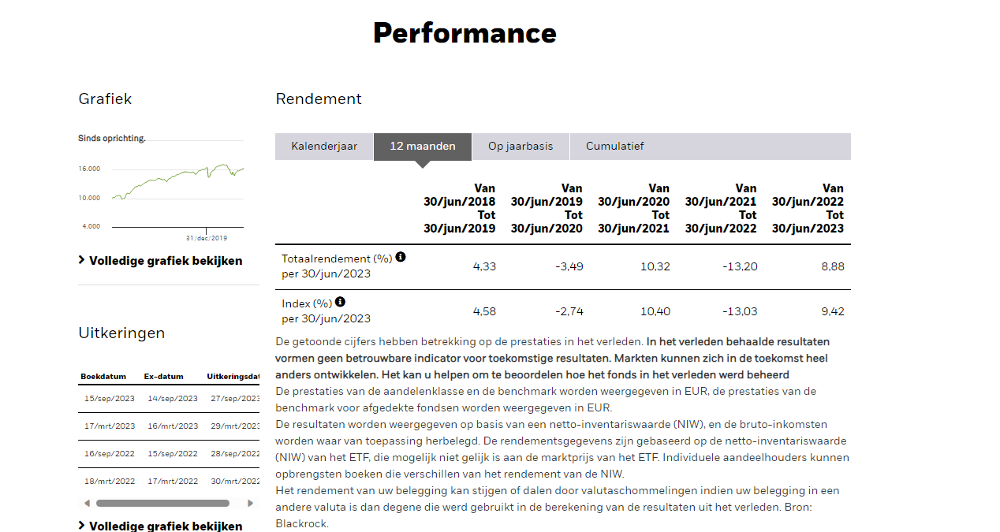 Performance
Grafiek
Sinds oprichting.
16.000
10.000
4.000
31/dec/2019
Volledige grafiek bekijken
Uitkeringen
Boekdatum Ex-datum Uitkeringsdat
15/sep/2023 14/sep/2023 27/sep/2023
17/mrt/2023 16/mrt/2023 29/mrt/2023
16/sep/2022 15/sep/2022 28/sep/2022
18/mrt/2022 17/mrt/2022 30/mrt/2022
Volledige grafiek bekijken
Rendement
Kalenderjaar 12 maanden Op jaarbasis Cumulatief
Van Van Van Van Van
30/jun/2018 30/jun/2019 30/jun/2020 30/jun/2021 30/jun/2022
Tot Tot Tot Tot Tot
30/jun/2019 30/jun/2020 30/jun/2021 30/jun/2022 30/jun/2023
Totaalrendement (%)
per 30/jun/2023 4,33 -3,49 10,32 -13,20 8,88
Index (%)
per 30/jun/2023 4,58 -2,74 10,40 -13,03 9,42
De getoonde cijfers hebben betrekking op de prestaties in het verleden. In het verleden behaalde resultaten
vormen geen betrouwbare indicator voor toekomstige resultaten. Markten kunnen zich in de toekomst heel
anders ontwikkelen. Het kan u helpen om te beoordelen hoe het fonds in het verleden werd beheerd
De prestaties van de aandelenklasse en de benchmark worden weergegeven in EUR, de prestaties van de
benchmark voor afgedekte fondsen worden weergegeven in EUR.
De resultaten worden weergegeven op basis van een netto-inventariswaarde (NIW), en de bruto-inkomsten
worden waar van toepassing herbelegd. De rendementsgegevens zijn gebaseerd op de netto-inventariswaarde
(NIW) van het ETF, die mogelijk niet gelijk is aan de marktprijs van het ETF. Individuele aandeelhouders kunnen
opbrengsten boeken die verschillen van het rendement van de NIW.
Het rendement van uw belegging kan stijgen of dalen door valutaschommelingen indien uw belegging in een
andere valuta is dan degene die werd gebruikt in de berekening van de resultaten uit het verleden. Bron:
Blackrock.